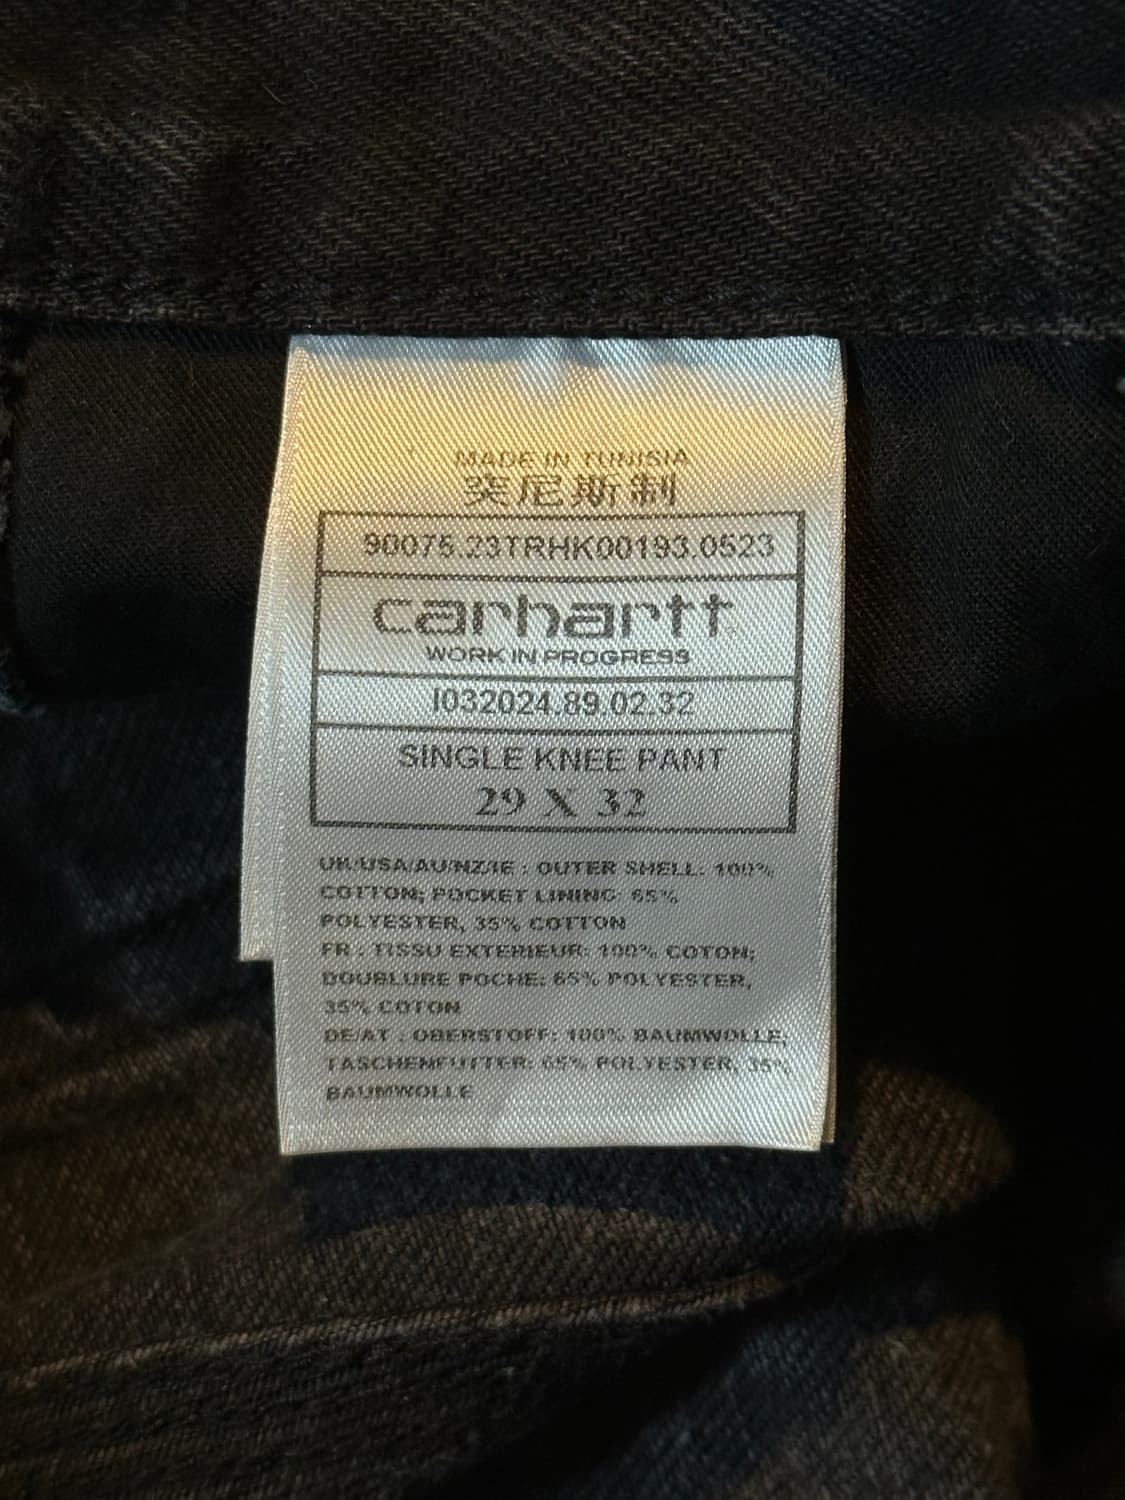 MADE IN TUNISIA
突尼斯制
90075.23TRHK00193.0523
carhartt
WORK IN PROGRESS
I032024.89.02.32
SINGLE KNEE PANT
29 X 32
UK/USA/AU/NZ/IE : OUTER SHELL: 100%
COTTON; POCKET LINING: 65%
POLYESTER, 35% COTTON
FR : TISSU EXTERIEUR: 100% COTON;
DOUBLURE POCHE: 65% POLYESTER,
35% COTON
DE/AT : OBERSTOFF: 100% BAUMWOLLE;
TASCHENFUTTER: 65% POLYESTER, 35%
BAUMWOLLE